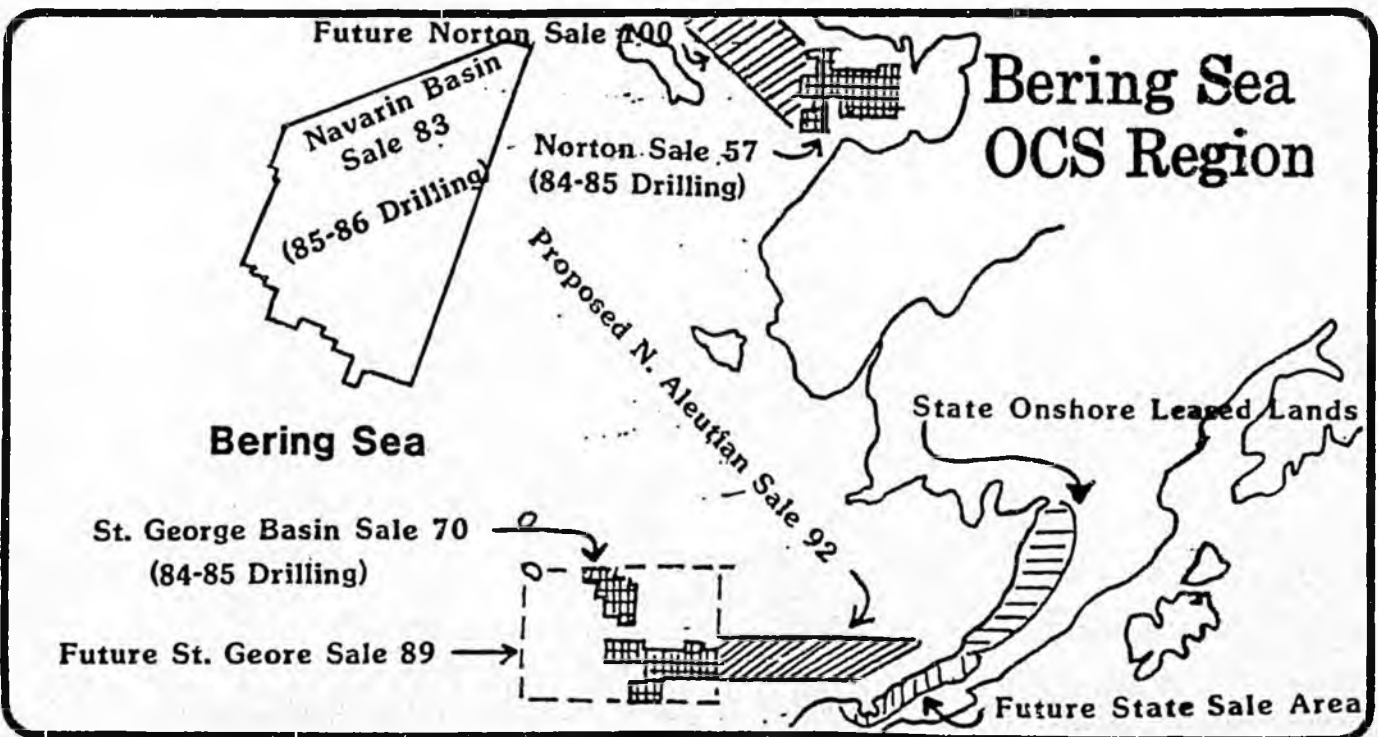 Future Norton Sale 100
Bering Sea
OCS Region
Navarin Basin
Sale 83
(85-86 Drilling)
Norton Sale 57
(84-85 Drilling)
Proposed N. Aleutian Sale 92
State Onshore Leased Lands
Bering Sea
St. George Basin Sale 70
(84-85 Drilling)
Future St. Geore Sale 89
Future State Sale Area